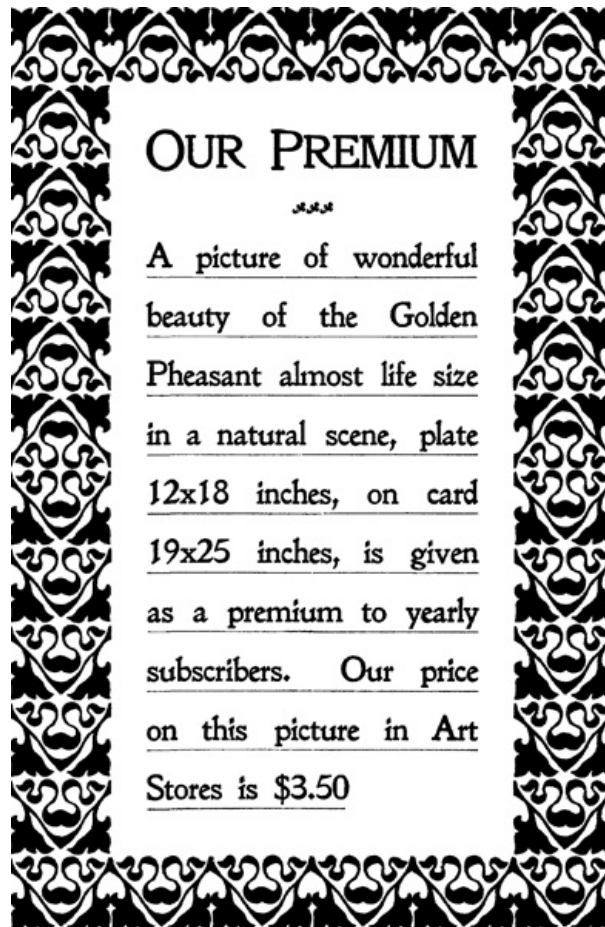 OUR PREMIUM
A picture of wonderful
beauty of the Golden
Pheasant almost life size
in a natural scene, plate
12x18 inches, on card
19x25 inches, is given
as a premium to yearly
subscribers. Our price
on this picture in Art
Stores is $3.50